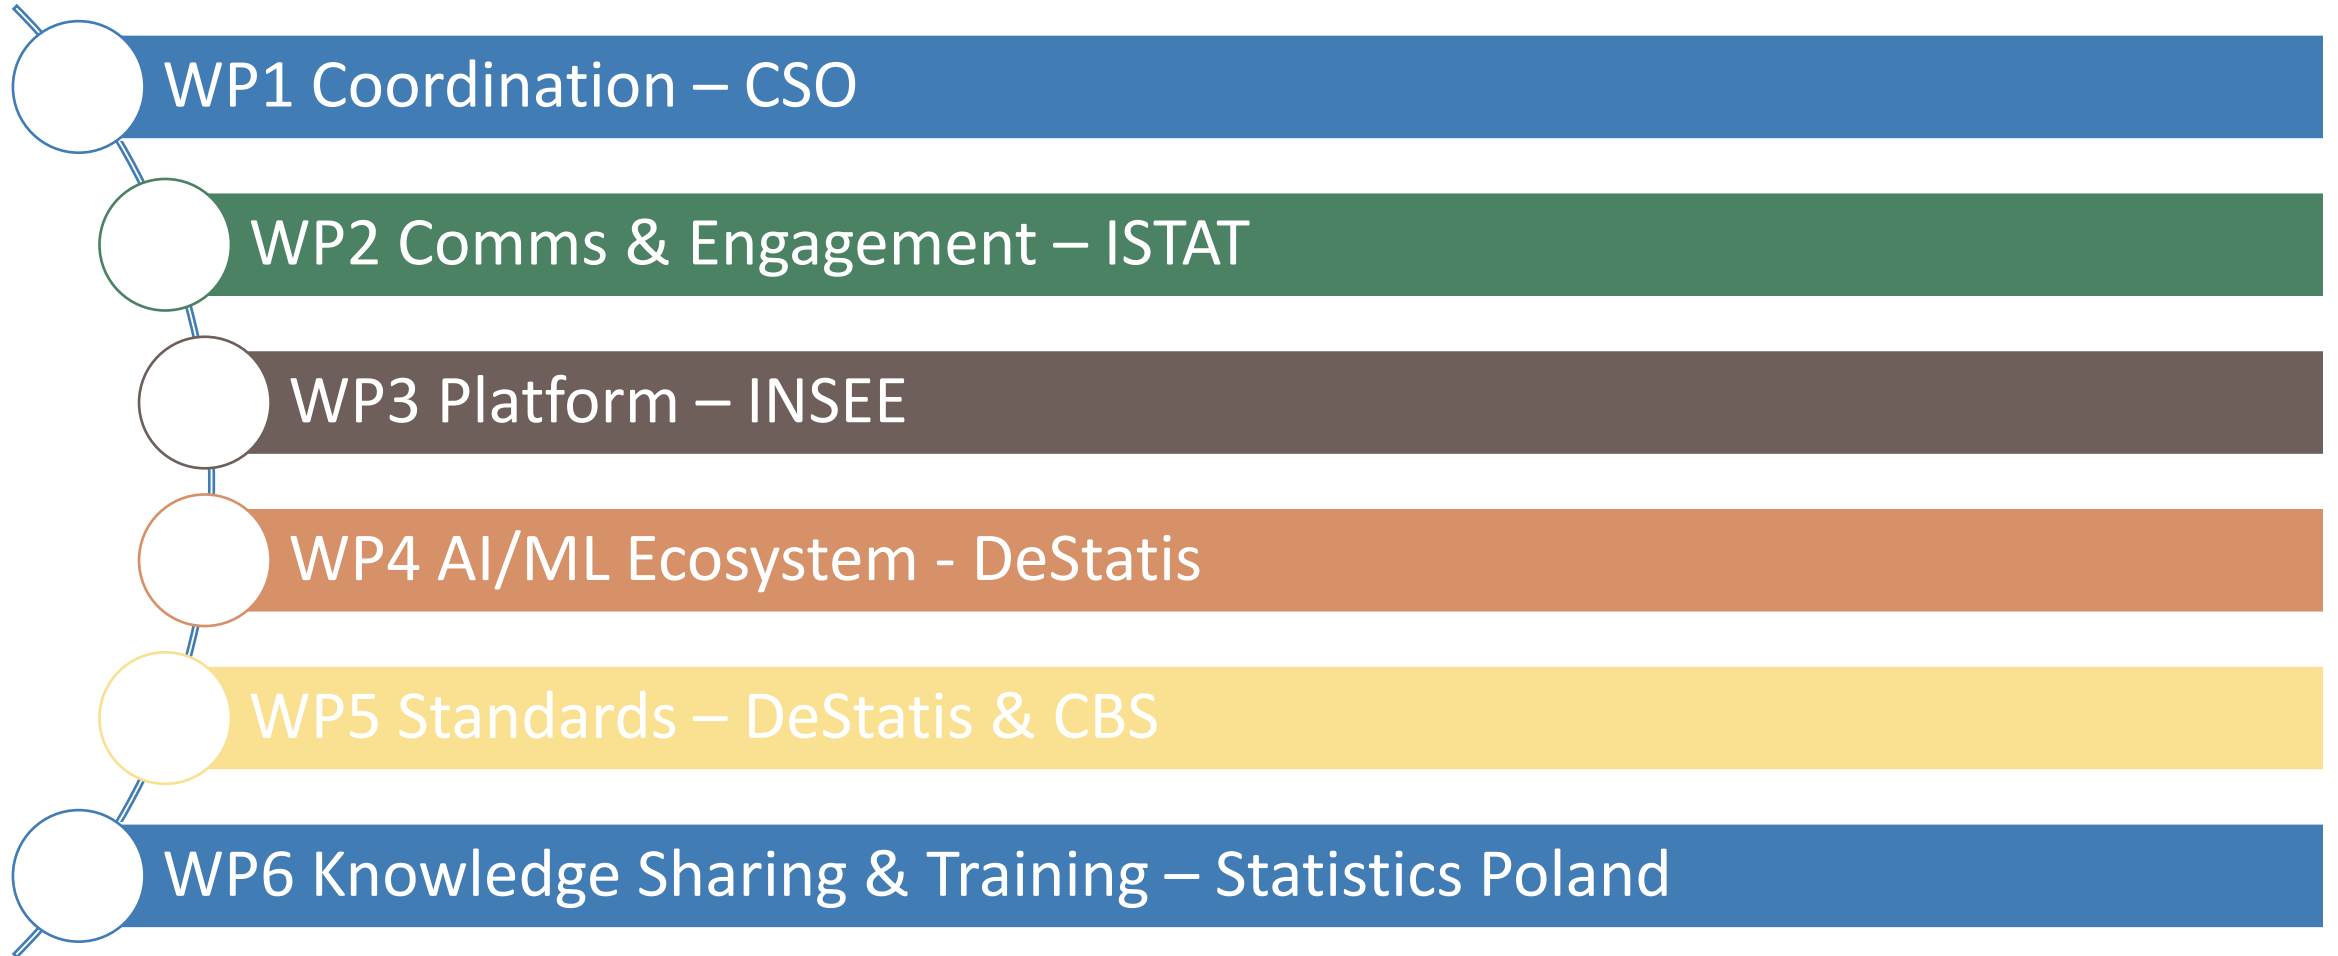 WP1 Coordination – CSO
WP2 Comms & Engagement – ISTAT
WP3 Platform – INSEE
WP4 AI/ML Ecosystem - DeStatis
WP5 Standards – DeStatis & CBS
WP6 Knowledge Sharing & Training – Statistics Poland